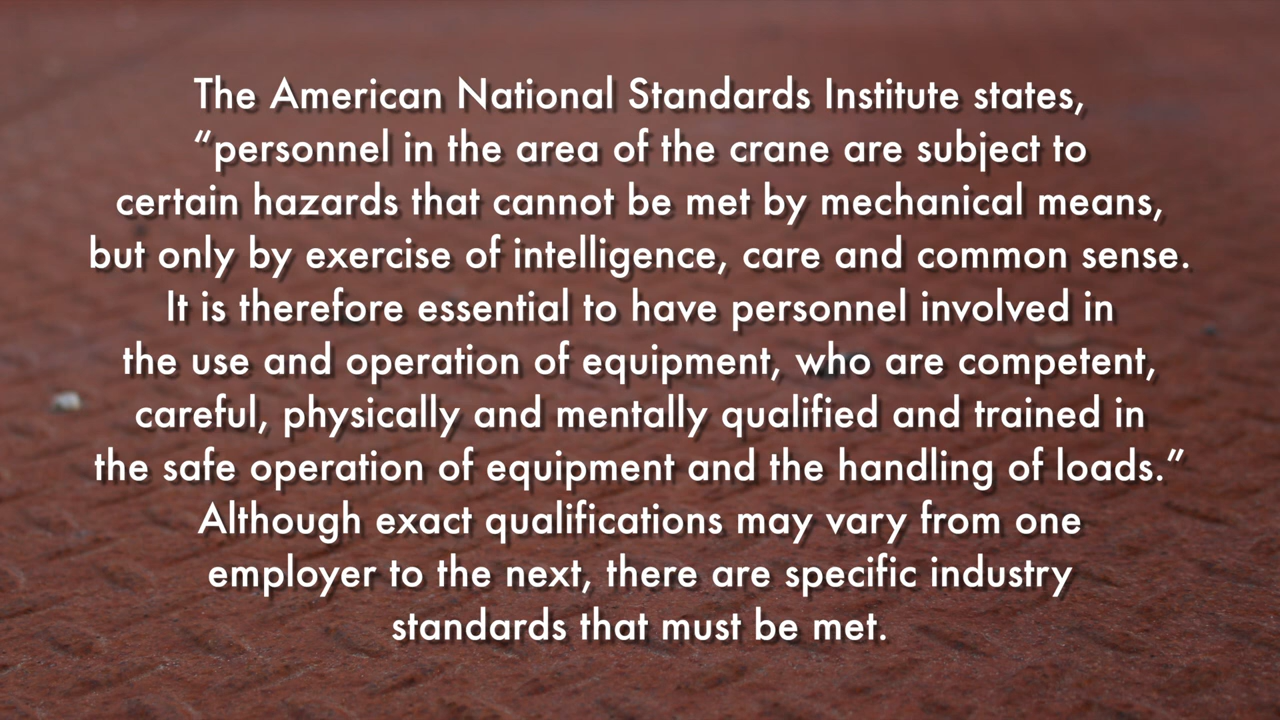 The American National Standards Institute states,
“personnel in the area of the crane are subject to
certain hazards that cannot be met by mechanical means,
but only by exercise of intelligence, care and common sense.
It is therefore essential to have personnel involved in
the use and operation of equipment, who are competent,
careful, physically and mentally qualified and trained in
the safe operation of equipment and the handling of loads.”
Although exact qualifications may vary from one
employer to the next, there are specific industry
standards that must be met.